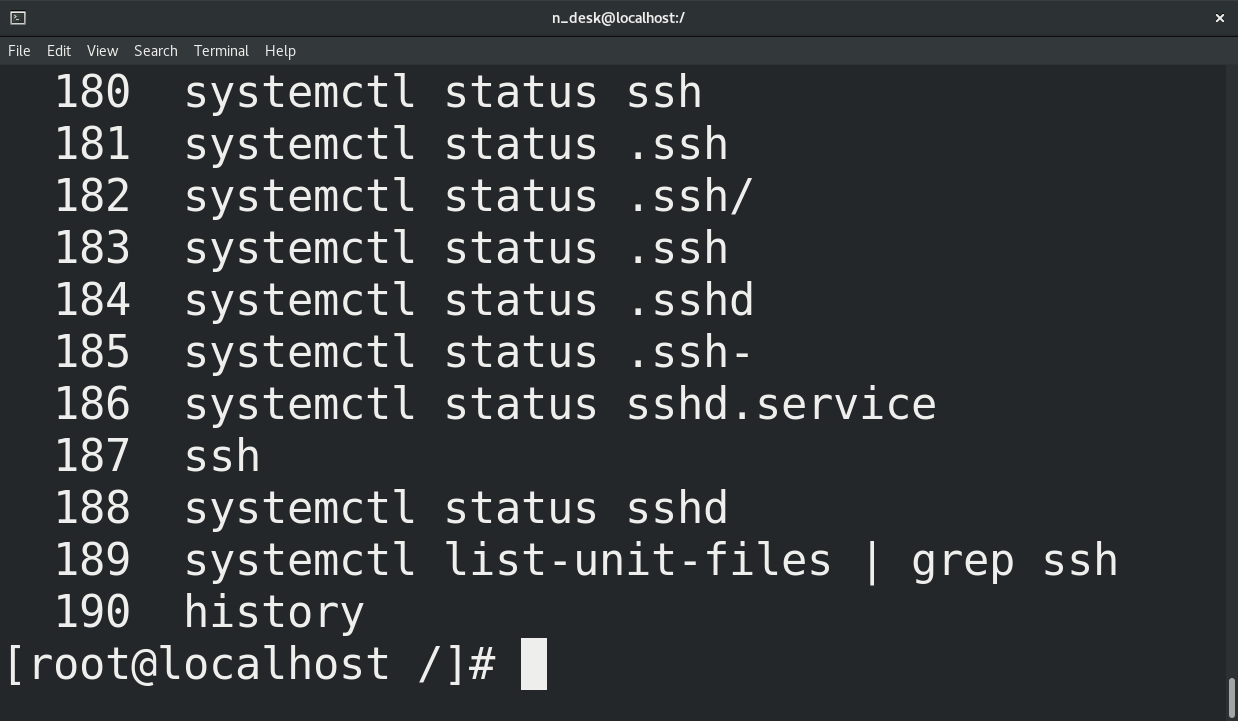 n_desk@localhost:/
File Edit View Search Terminal Help
180 systemctl status ssh
181 systemctl status .ssh
182 systemctl status .ssh/
183 systemctl status .ssh
184 systemctl status .sshd
185 systemctl status .ssh-
186 systemctl status sshd.service
187 ssh
188 systemctl status sshd
189 systemctl list-unit-files | grep ssh
190 history
[root@localhost /]#